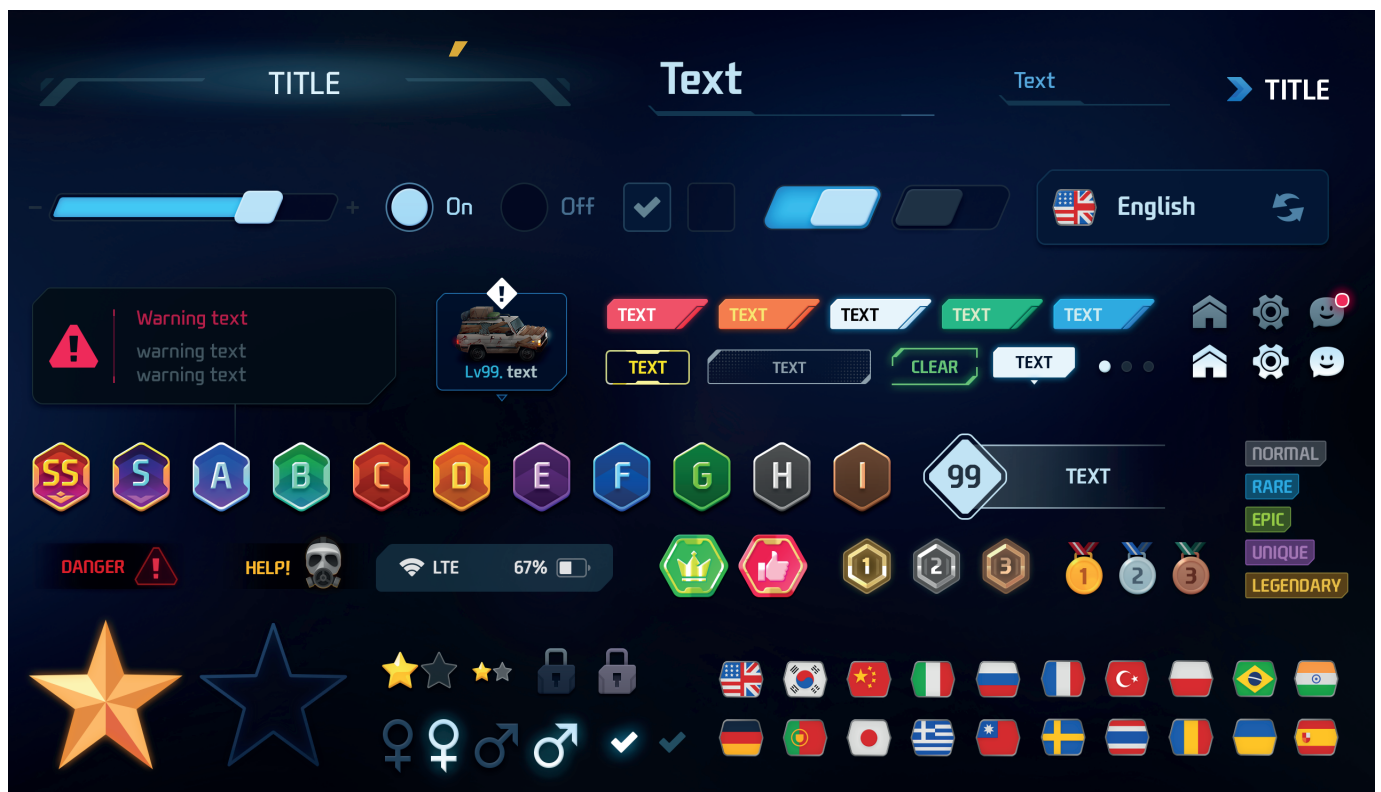 TITLE
Text
Text
TITLE
On
Off
English
Warning text
warning text
warning text
!
Lv99. text
TEXT
TEXT
TEXT
TEXT
TEXT
TEXT
TEXT
CLEAR
TEXT
SS
S
A
B
C
D
E
F
G
H
I
99
TEXT
NORMAL
RARE
EPIC
UNIQUE
LEGENDARY
DANGER
!
HELP!
LTE
67%
1
2
3
1
2
3